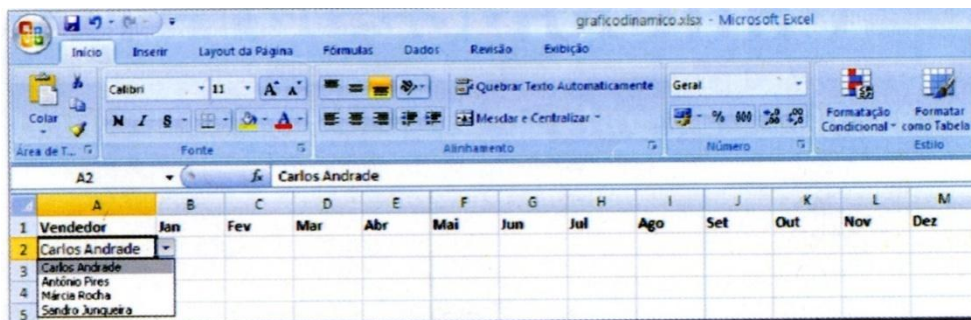 graficodinamico.xlsx - Microsoft Excel
Início Inserir Layout da Página Fórmulas Dados Revisão Exibição
Calibri 11 A A Quebrar Texto Automaticamente Geral
Colar N I S A Mesclar e Centralizar % 000 Formatação Condicional Formatar como Tabela
Área de T... Fonte Alinhamento Número Estilo
A2 fx Carlos Andrade
A B C D E F G H I J K L M
1 Vendedor Jan Fev Mar Abr Mai Jun Jul Ago Set Out Nov Dez
2 Carlos Andrade
3 Carlos Andrade
António Pires
4 Márcia Rocha
5 Sandro Junqueira